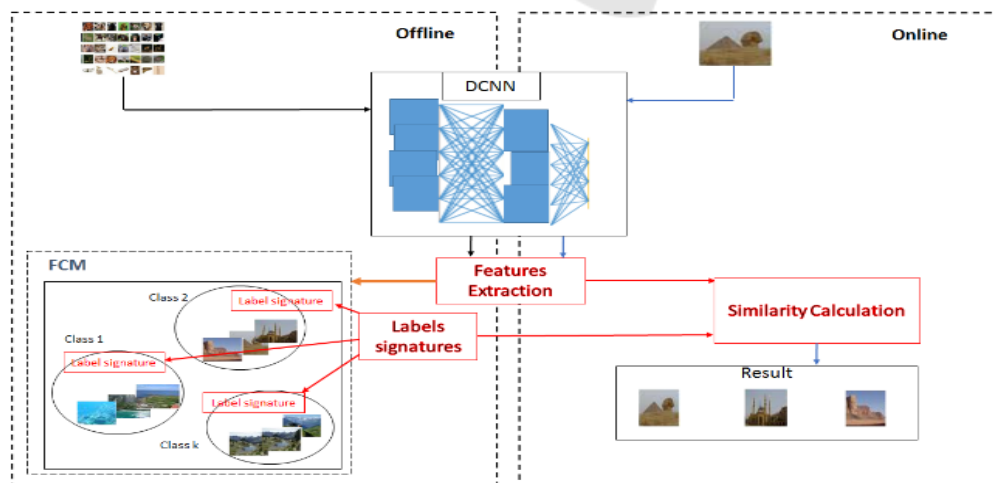 Offline
Online
DCNN
FCM
Features
Extraction
Class 2
Label signature
Similarity Calculation
Labels
signatures
Class 1
Label signature
Result
Label signature
Class k